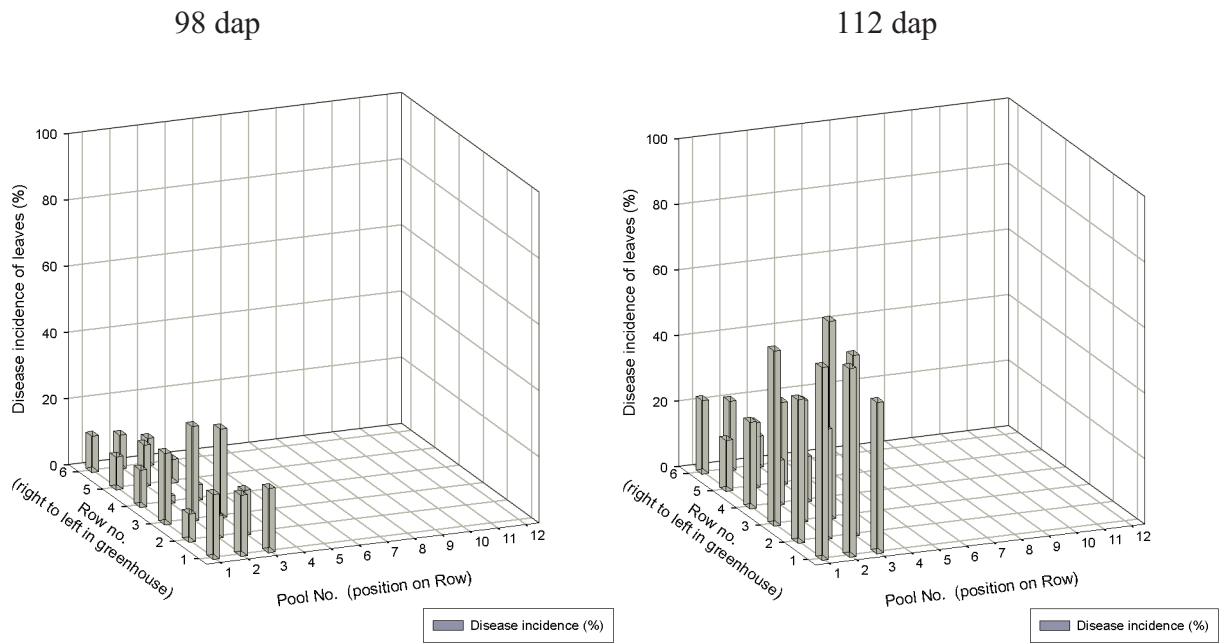 98 dap
112 dap
Disease incidence of leaves (%)
100
80
60
40
20
0
6
5
4
3
2
1
Row no.
(right to left in greenhouse)
1 2 3 4 5 6 7 8 9 10 11 12
Pool No. (position on Row)
Disease incidence (%)
Disease incidence of leaves (%)
100
80
60
40
20
0
6
5
4
3
2
1
Row no.
(right to left in greenhouse)
1 2 3 4 5 6 7 8 9 10 11 12
Pool No. (position on Row)
Disease incidence (%)